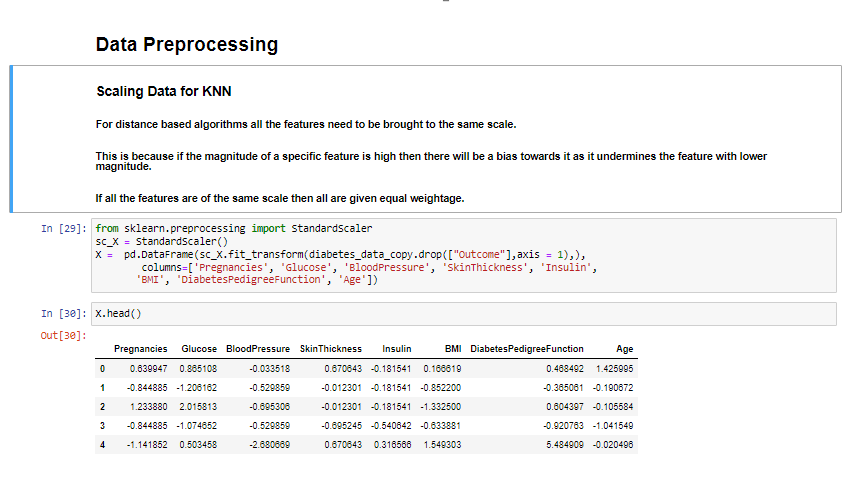 Data Preprocessing
Scaling Data for KNN
For distance based algorithms all the features need to be brought to the same scale.
This is because if the magnitude of a specific feature is high then there will be a bias towards it as it undermines the feature with lower
magnitude.
If all the features are of the same scale then all are given equal weightage.
In [29]: from sklearn.preprocessing import StandardScaler
sc_X = StandardScaler()
X =  pd.DataFrame(sc_X.fit_transform(diabetes_data_copy.drop(["Outcome"],axis = 1),),
columns=['Pregnancies', 'Glucose', 'BloodPressure', 'SkinThickness', 'Insulin',
'BMI', 'DiabetesPedigreeFunction', 'Age'])
In [30]: X.head()
Out[30]:
Pregnancies Glucose BloodPressure SkinThickness Insulin BMI DiabetesPedigreeFunction Age
0 0.639947 0.865108 -0.033518 0.670643 -0.181541 0.166619 0.468492 1.425995
1 -0.844885 -1.206162 -0.529859 -0.012301 -0.181541 -0.852200 -0.365061 -0.190672
2 1.233880 2.015813 -0.695306 -0.012301 -0.181541 -1.332500 0.604397 -0.105584
3 -0.844885 -1.074652 -0.529859 -0.695245 -0.540642 -0.633881 -0.920763 -1.041549
4 -1.141852 0.503458 -2.680669 0.670643 0.316566 1.549303 5.484909 -0.020496